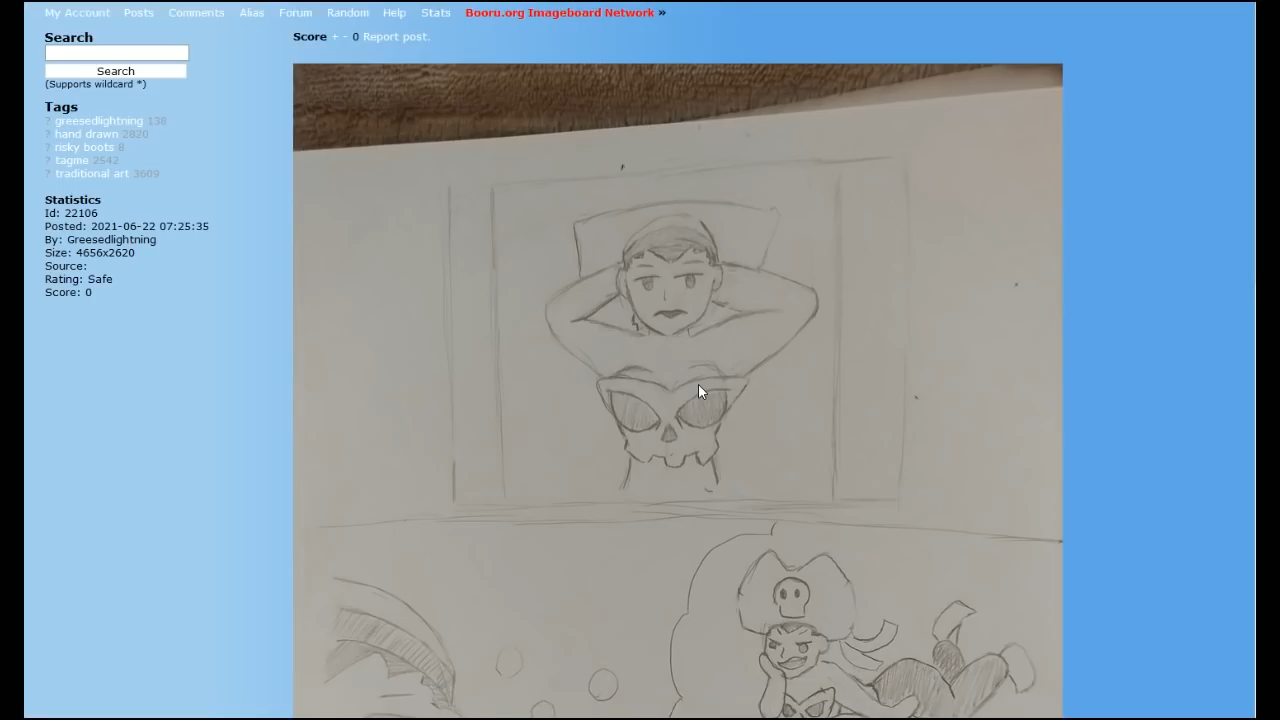 My Account Posts Comments Alias Forum Random Help Stats Booru.org Imageboard Network »
Search
Search
(Supports wildcard *)
Tags
? greesedlightning 138
? hand drawn 2820
? risky boots 8
? tagme 2542
? traditional art 3609
Statistics
Id: 22106
Posted: 2021-06-22 07:25:35
By: Greesedlightning
Size: 4656x2620
Source:
Rating: Safe
Score: 0
Score + - 0 Report post.